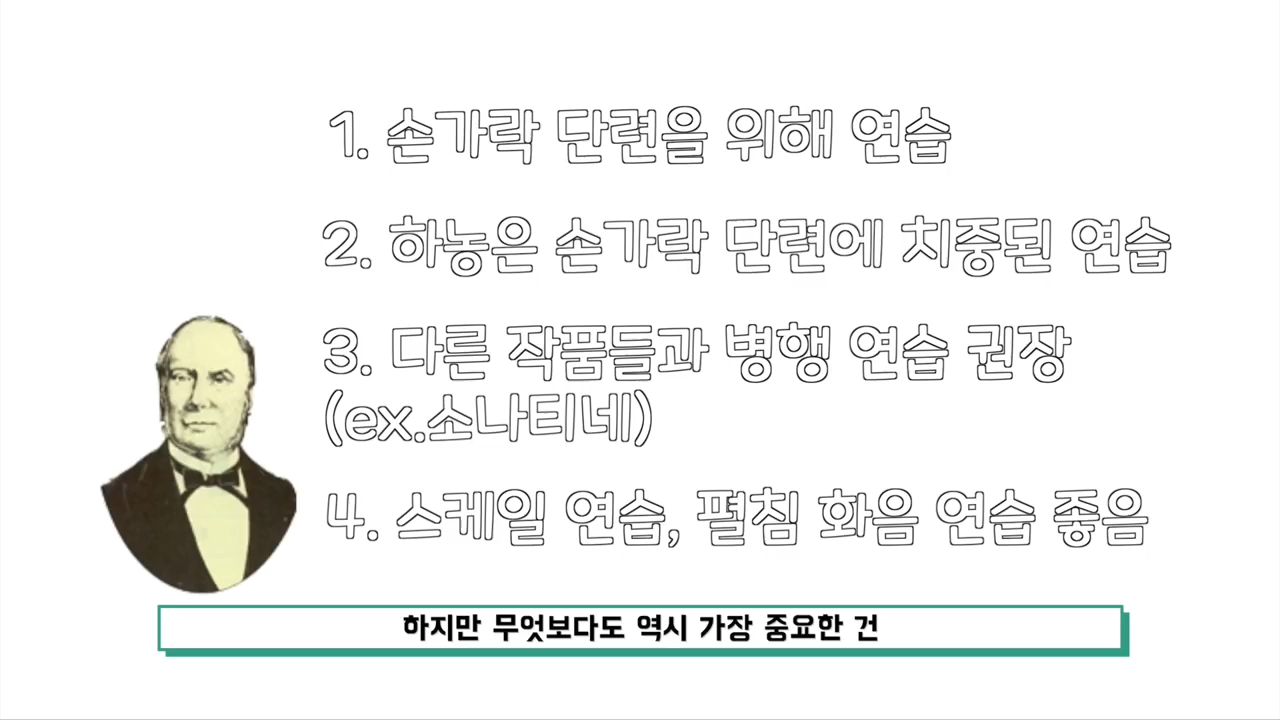 1. 손가락 단련을 위해 연습
2. 하농은 손가락 단련에 치중된 연습
3. 다른 작품들과 병행 연습 권장
(ex.소나티네)
4. 스케일 연습, 펼침 화음 연습 좋음
하지만 무엇보다도 역시 가장 중요한 건